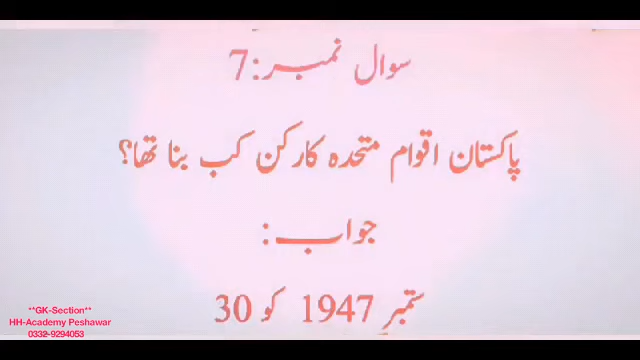 سوال نمبر:7
پاکستان اقوام متحدہ کا رکن کب بنا تھا؟
جواب:
30 ستمبر 1947 کو
**GK-Section**
HH-Academy Peshawar
0332-9294053